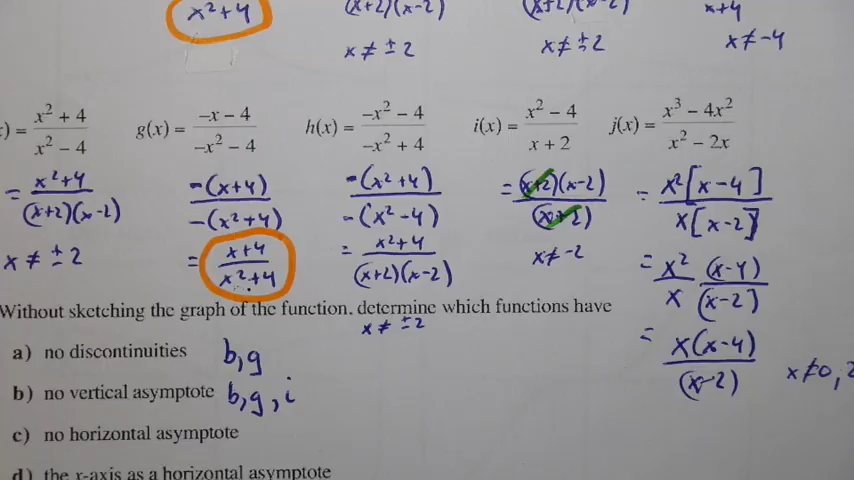 x²+4 (x+2)(x-2) (x+2)(x-2) x+4
x ≠ ±2 x ≠ ±2 x ≠ -4
) = (x² + 4)/(x² - 4) g(x) = (-x - 4)/(-x² - 4) h(x) = (-x² - 4)/(-x² + 4) i(x) = (x² - 4)/(x + 2) j(x) = (x³ - 4x²)/(x² - 2x)
= (x²+4)/((x+2)(x-2)) -(x+4)/-(x²+4) -(x²+4)/-(x²-4) = (x+2)(x-2)/(x+2) = x²[x-4]/x[x-2]
x ≠ ±2 = (x+4)/(x²+4) = (x²+4)/((x+2)(x-2)) x ≠ -2 = x²/x (x-4)/(x-2)
Without sketching the graph of the function, determine which functions have
x ≠ ±2
= x(x-4)/(x-2) x ≠ 0, 2
a) no discontinuities b, g
b) no vertical asymptote b, g, i
c) no horizontal asymptote
d) the x-axis as a horizontal asymptote